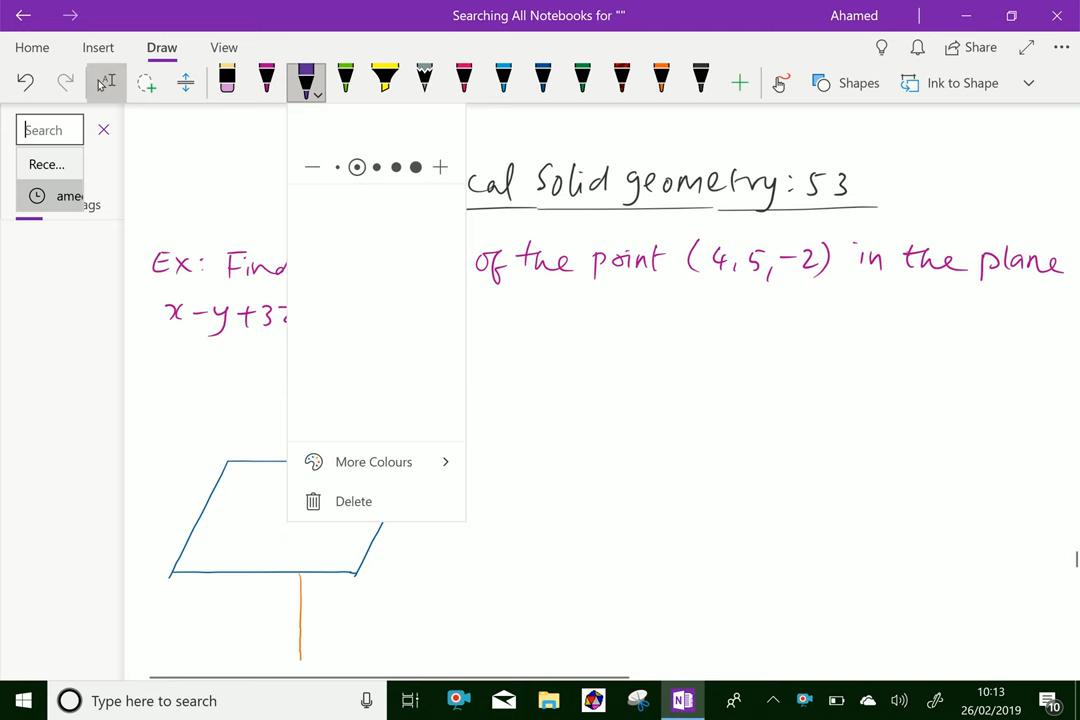 Searching All Notebooks for ""
Ahamed
Home
Insert
Draw
View
Share
Shapes
Ink to Shape
Search
Rece...
ame
ags
cal Solid geometry: 53
Ex: Find of the point (4, 5, -2) in the plane
x - y + 3z
More Colours
Delete
Type here to search
10:13
26/02/2019
10